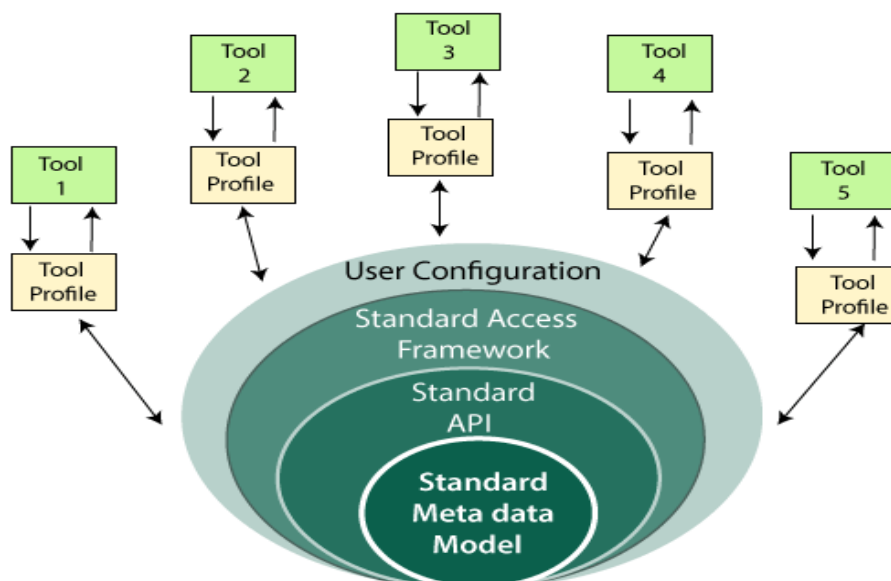 Tool
1
Tool
Profile
Tool
2
Tool
Profile
Tool
3
Tool
Profile
Tool
4
Tool
Profile
Tool
5
Tool
Profile
User Configuration
Standard Access
Framework
Standard
API
Standard
Meta data
Model